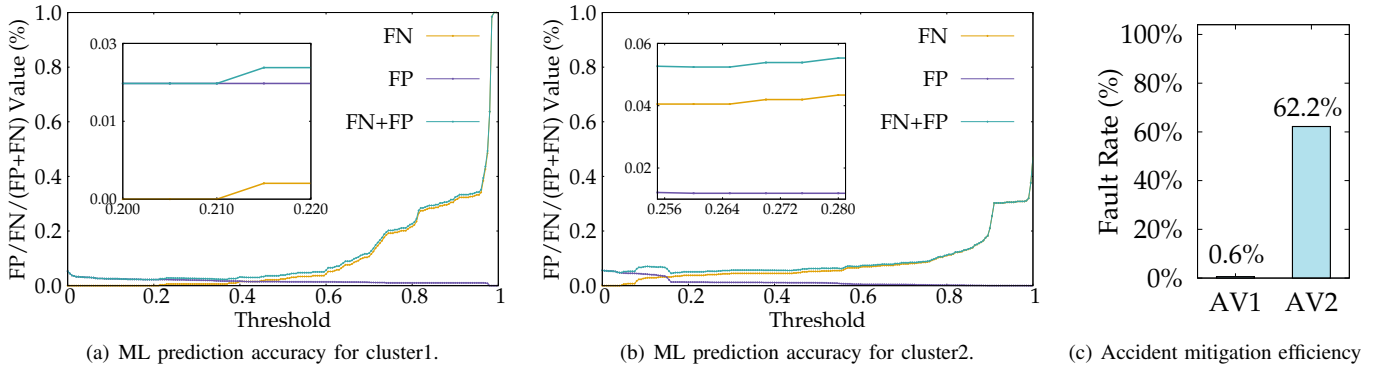 FP/FN/(FP+FN) Value (%)
1.0
0.8
0.6
0.4
0.2
0.0
0.03
0.01
0.00
0.200
0.210
0.220
FN
FP
FN+FP
0
0.2
0.4
0.6
0.8
1
Threshold
(a) ML prediction accuracy for cluster1.
FP/FN/(FP+FN) Value (%)
1.0
0.8
0.6
0.4
0.2
0.0
0.06
0.04
0.01
0.256
0.264
0.272
0.280
FN
FP
FN+FP
0
0.2
0.4
0.6
0.8
1
Threshold
(b) ML prediction accuracy for cluster2.
Fault Rate (%)
100%
80%
60%
40%
20%
0%
0.6%
62.2%
AV1
AV2
(c) Accident mitigation efficiency